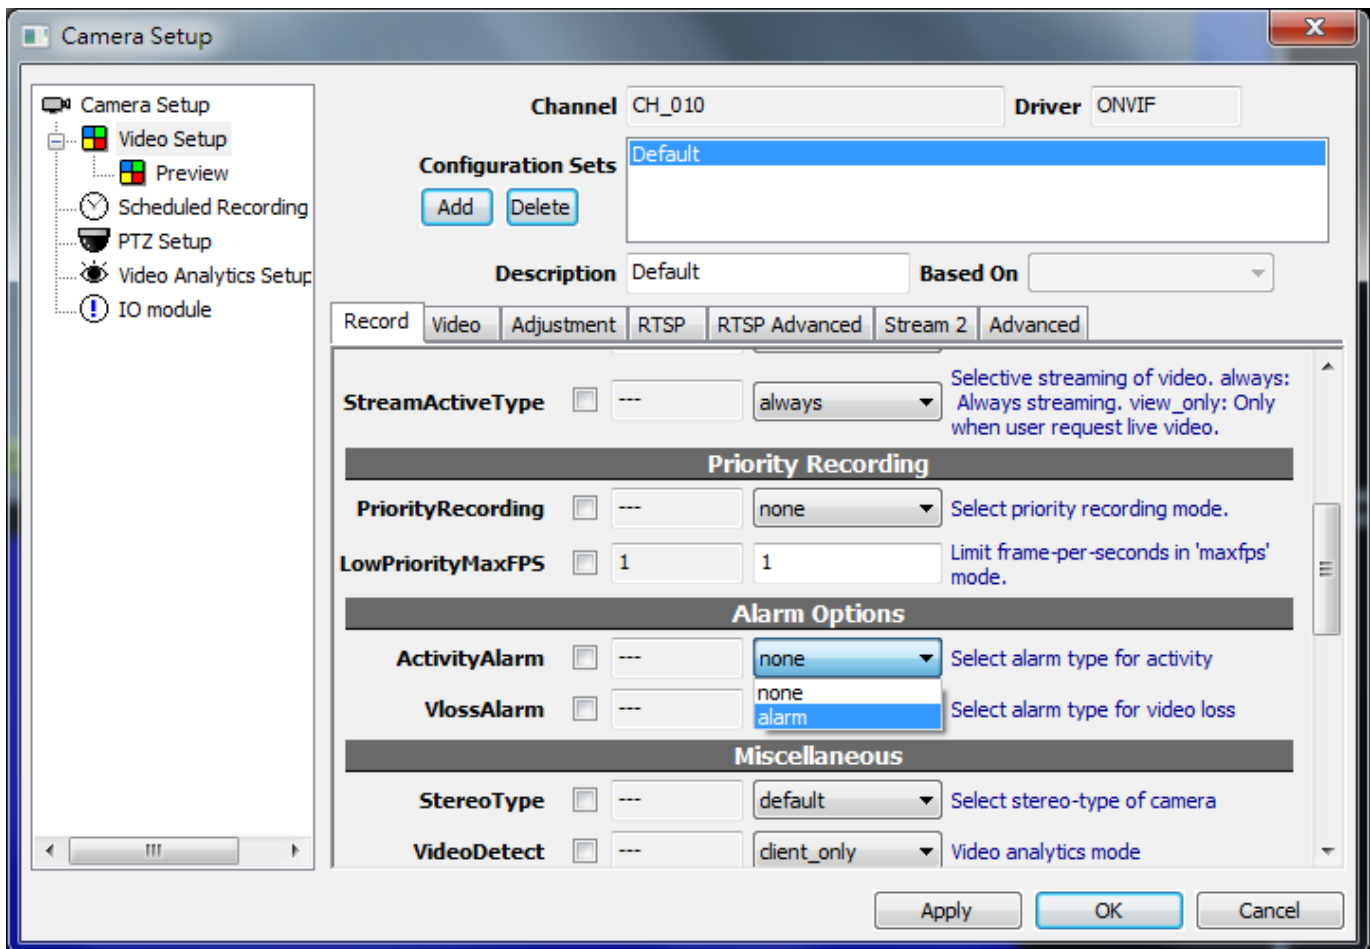 Camera Setup
Camera Setup
Video Setup
Preview
Scheduled Recording
PTZ Setup
Video Analytics Setup
IO module
Channel CH_010 Driver ONVIF
Configuration Sets Default
Add Delete
Description Default Based On
Record Video Adjustment RTSP RTSP Advanced Stream 2 Advanced
StreamActiveType --- always Selective streaming of video. always:
Always streaming. view_only: Only
when user request live video.
Priority Recording
PriorityRecording --- none Select priority recording mode.
LowPriorityMaxFPS 1 1 Limit frame-per-seconds in 'maxfps'
mode.
Alarm Options
ActivityAlarm --- none Select alarm type for activity
none
alarm
VlossAlarm --- Select alarm type for video loss
Miscellaneous
StereoType --- default Select stereo-type of camera
VideoDetect --- client_only Video analytics mode
Apply OK Cancel